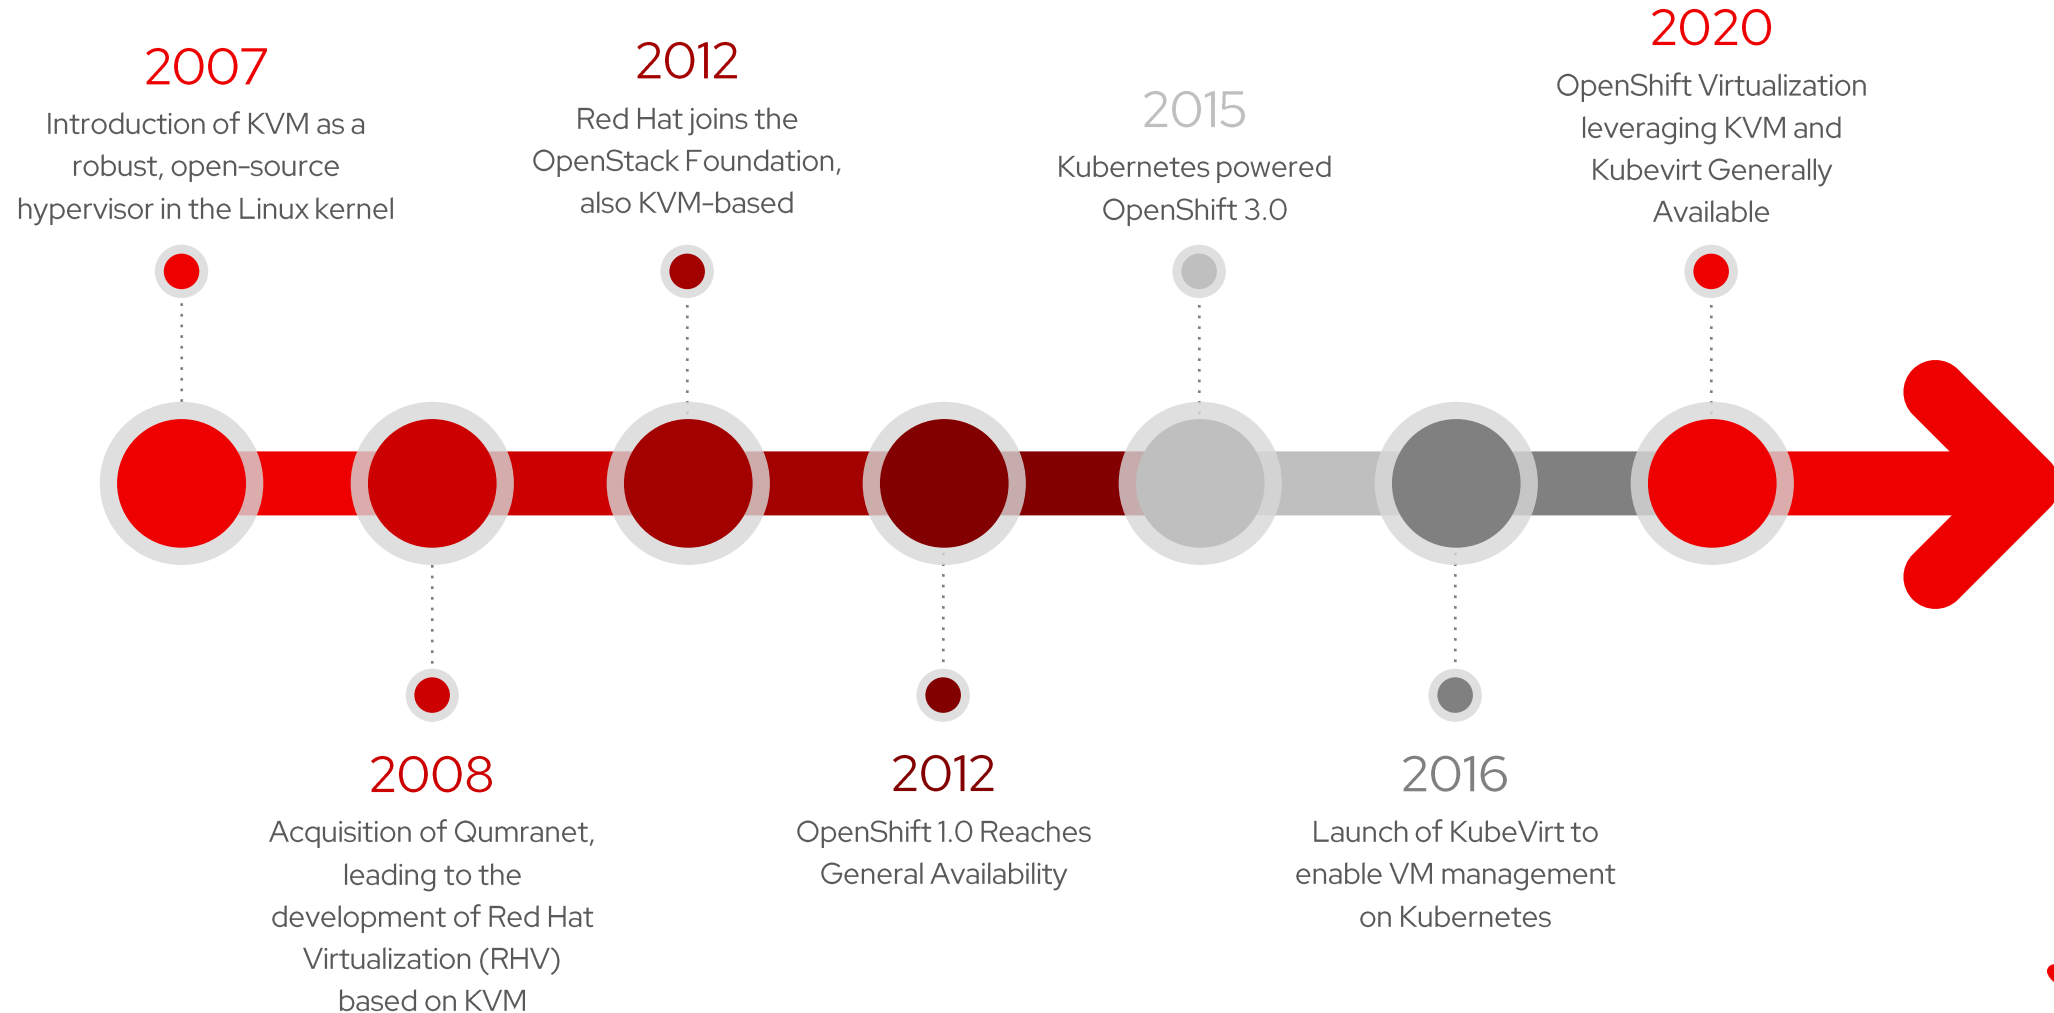 2007
Introduction of KVM as a
robust, open-source
hypervisor in the Linux kernel
2008
Acquisition of Qumranet,
leading to the
development of Red Hat
Virtualization (RHV)
based on KVM
2012
Red Hat joins the
OpenStack Foundation,
also KVM-based
2012
OpenShift 1.0 Reaches
General Availability
2015
Kubernetes powered
OpenShift 3.0
2016
Launch of KubeVirt to
enable VM management
on Kubernetes
2020
OpenShift Virtualization
leveraging KVM and
Kubevirt Generally
Available